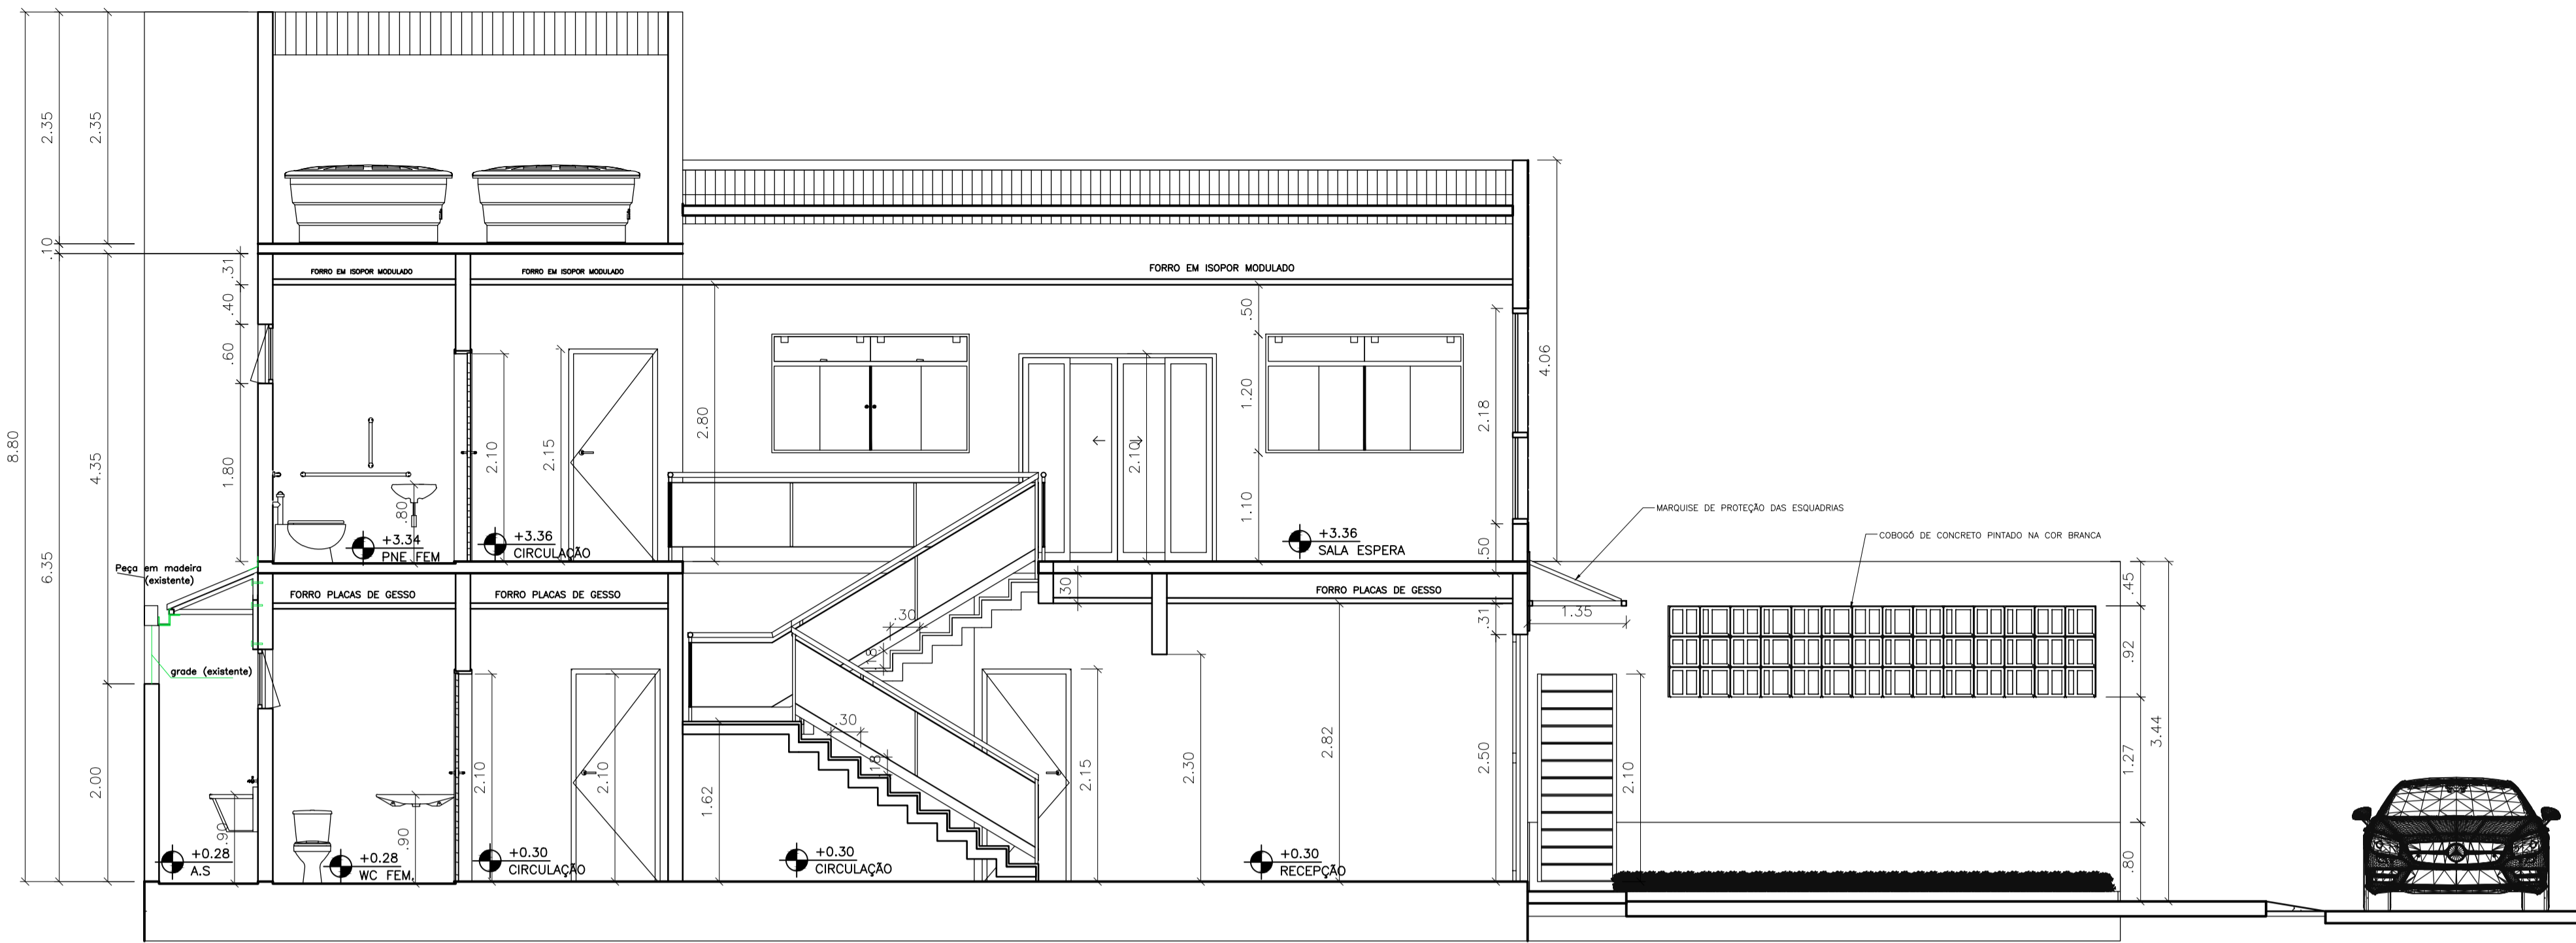 8.80
2.35
.10
6.35
2.35
4.35
2.00
.31
.40
.60
1.80
FORRO EM ISOPOR MODULADO
FORRO EM ISOPOR MODULADO
FORRO EM ISOPOR MODULADO
.80
+3.34
PNE FEM
2.10
+3.36
CIRCULAÇÃO
2.15
2.80
2.10
.50
1.20
1.10
+3.36
SALA ESPERA
2.18
.50
4.06
MARQUISE DE PROTEÇÃO DAS ESQUADRIAS
COBOGÓ DE CONCRETO PINTADO NA COR BRANCA
Peça em madeira
(existente)
grade (existente)
FORRO PLACAS DE GESSO
FORRO PLACAS DE GESSO
FORRO PLACAS DE GESSO
.30
.30
.18
.30
.18
.31
1.35
.90
+0.28
A.S
+0.28
WC FEM.
.90
2.10
+0.30
CIRCULAÇÃO
2.10
1.62
+0.30
CIRCULAÇÃO
2.15
2.30
+0.30
RECEPÇÃO
2.82
2.50
2.10
.45
.92
1.27
.80
3.44